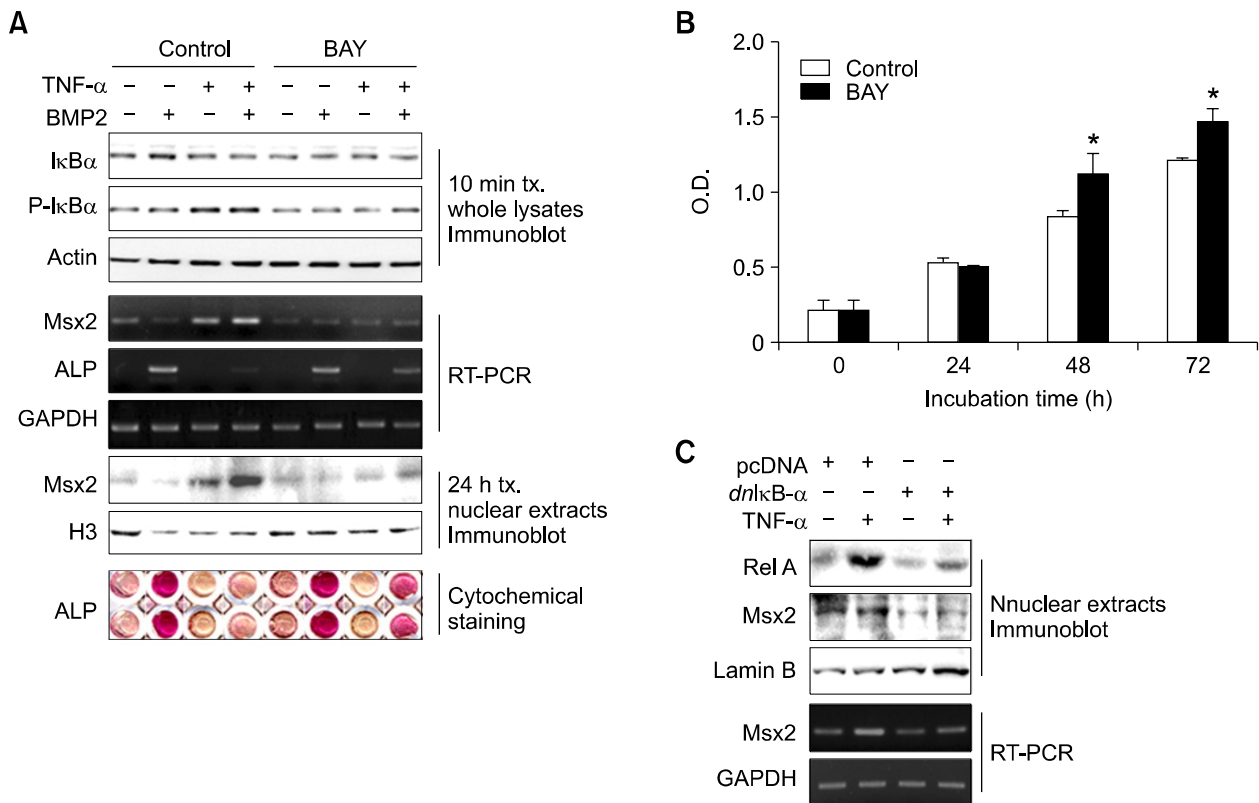 A
Control BAY
TNF-α − − + + − − + +
BMP2 − + − + − + − +
IκBα
P-IκBα
Actin
10 min tx.
whole lysates
Immunoblot
Msx2
ALP
GAPDH
RT-PCR
Msx2
H3
24 h tx.
nuclear extracts
Immunoblot
ALP
Cytochemical
staining
B
2.0
1.5
1.0
0.5
0
O.D.
Control
BAY
* *
0 24 48 72
Incubation time (h)
C
pcDNA + + − −
dnIκB-α − − + +
TNF-α − + − +
Rel A
Msx2
Lamin B
Nnuclear extracts
Immunoblot
Msx2
GAPDH
RT-PCR